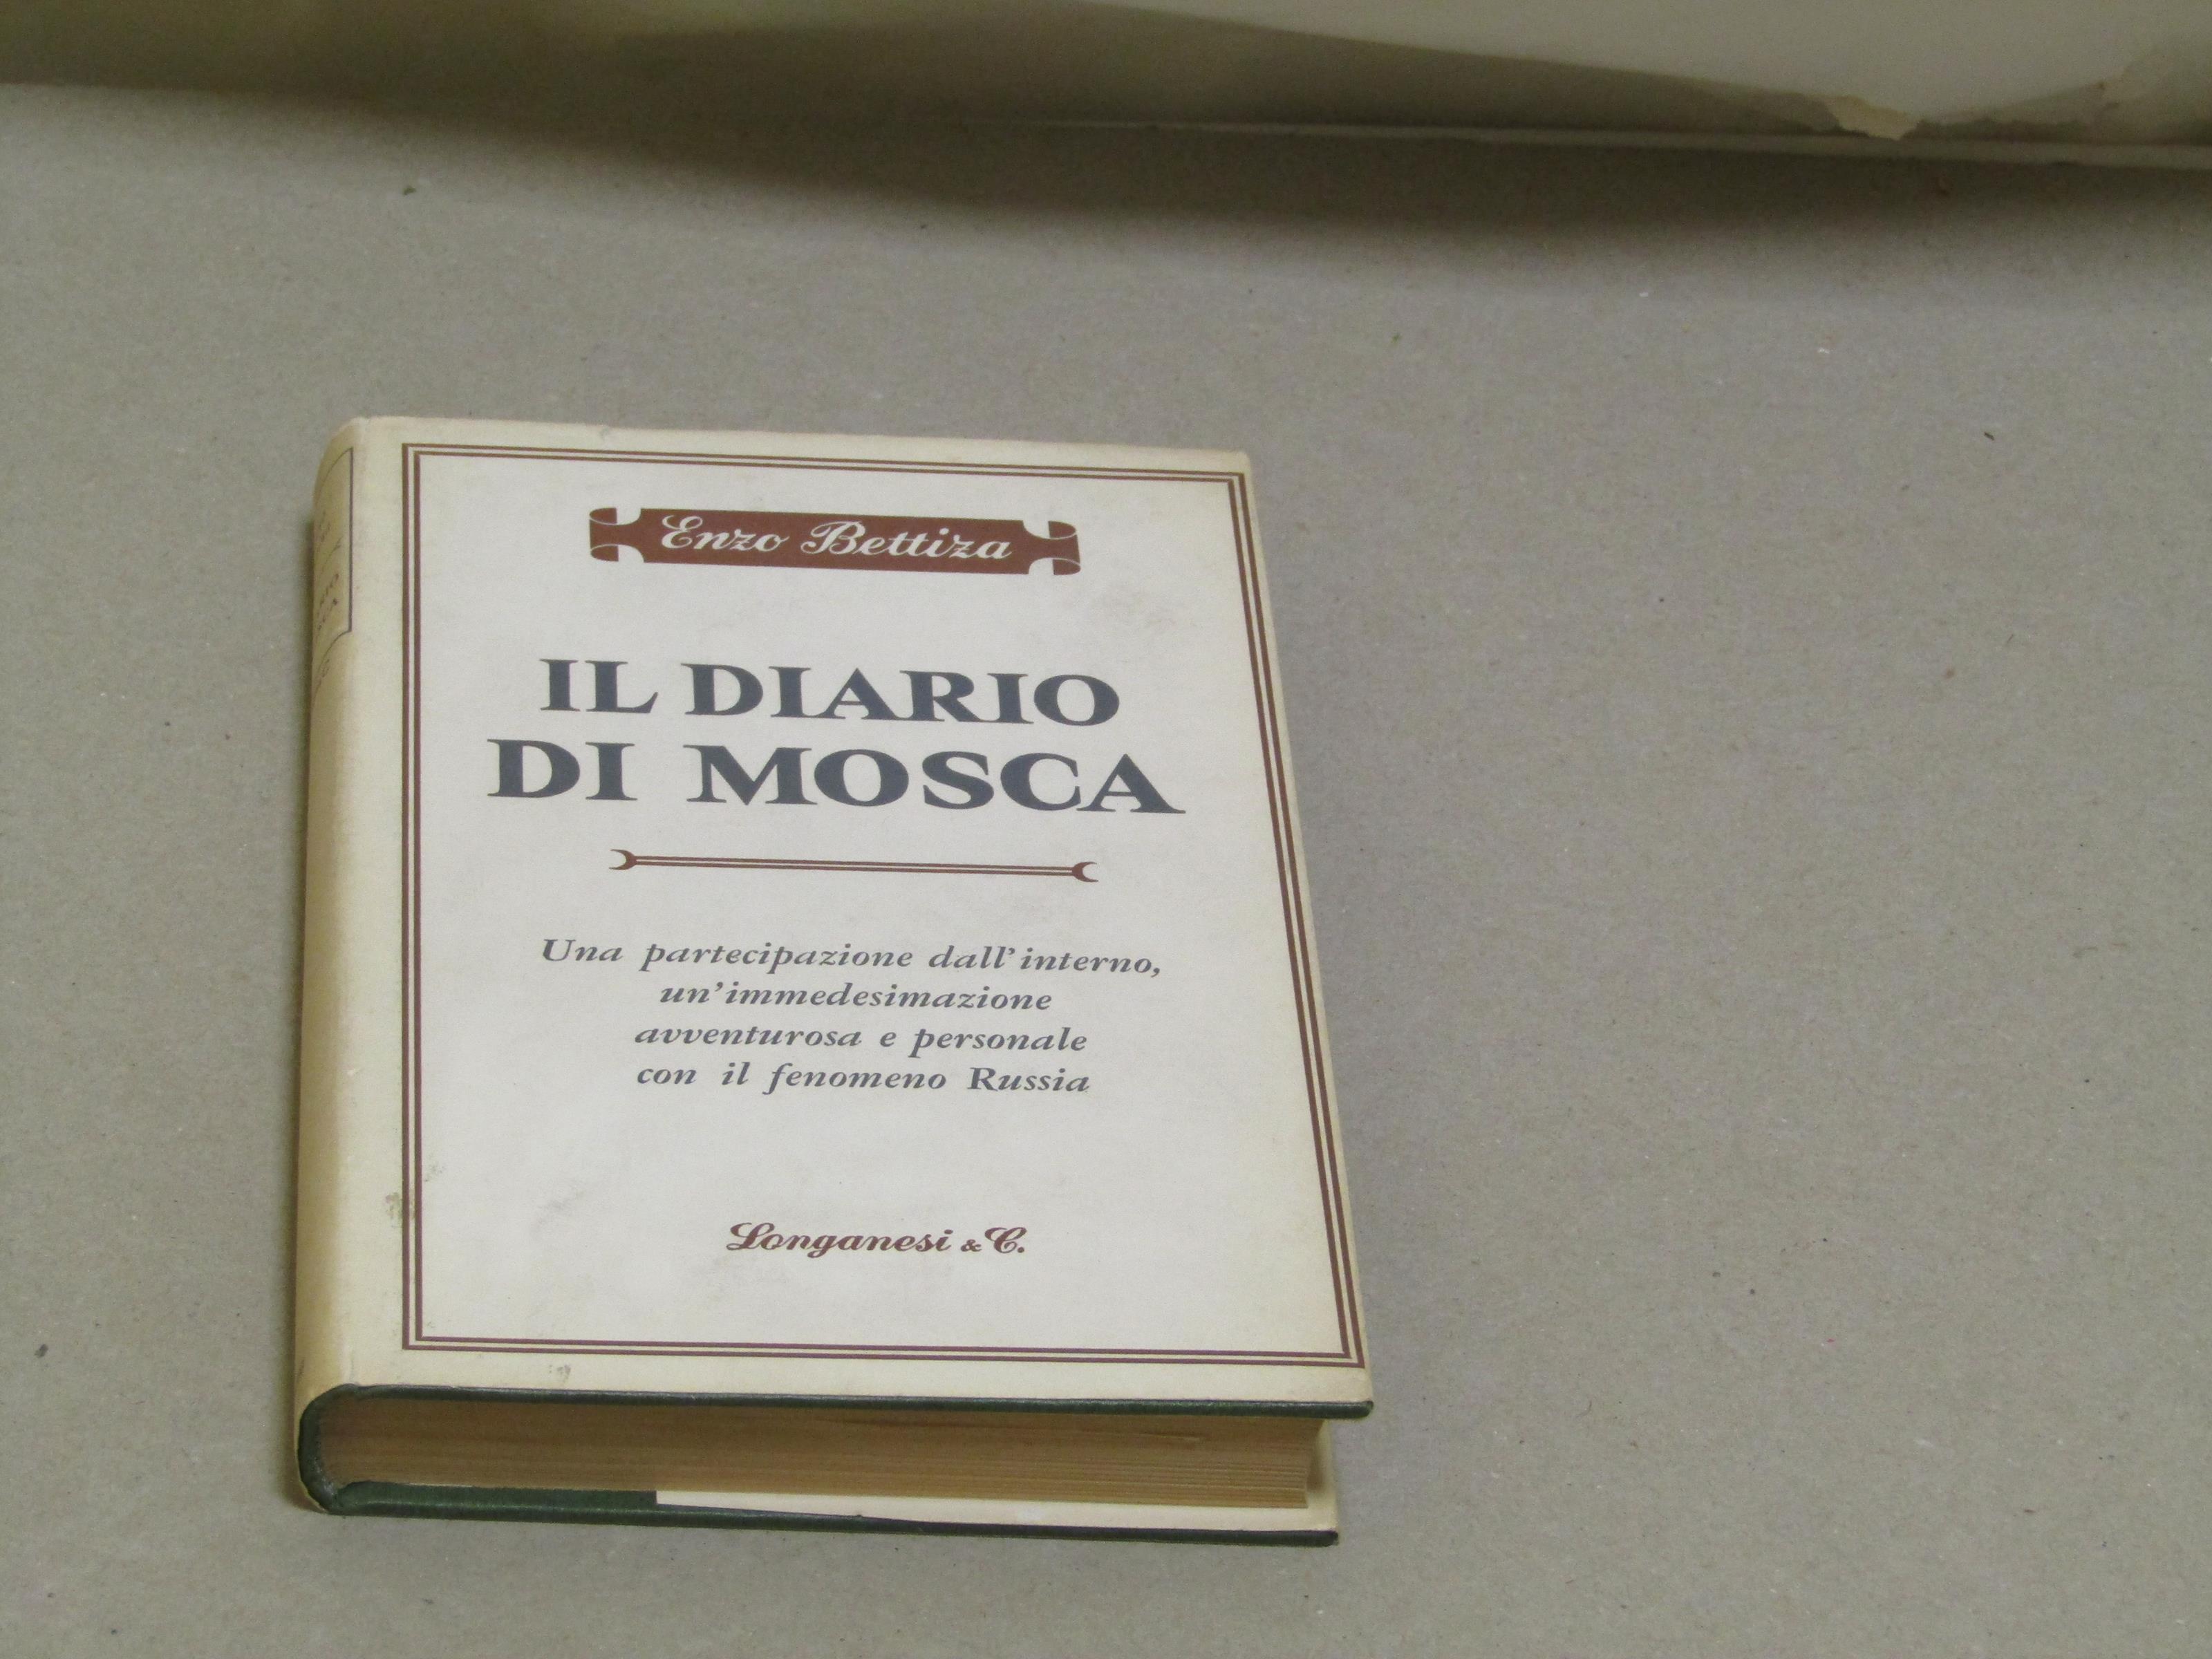 Enzo Bettiza
IL DIARIO
DI MOSCA
Una partecipazione dall'interno,
un'immedesimazione
avventurosa e personale
con il fenomeno Russia
Longanesi & C.